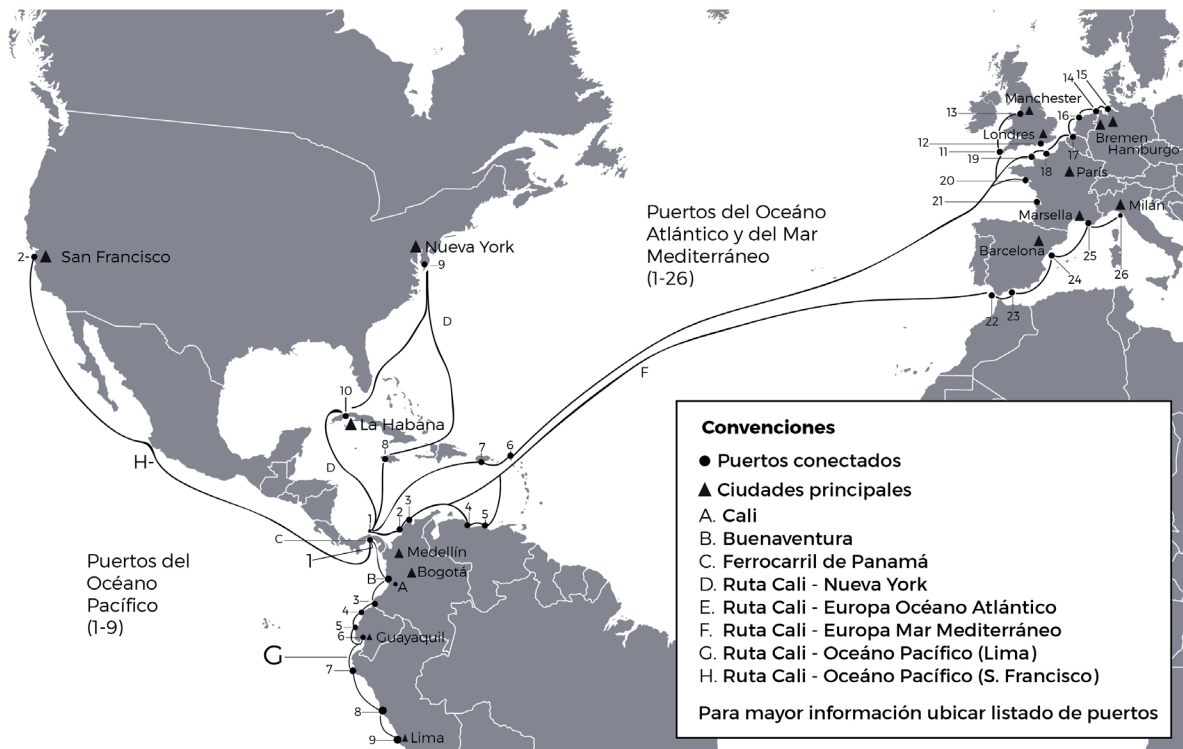 14
15
Manchester
13
16
Londres
Bremen
12
Hamburgo
11
19
18
17
20
París
21
Milán
Marsella
Barcelona
25
26
24
22
23
Puertos del Oceáno
Atlántico y del Mar
Mediterráneo
(1-26)
2-
San Francisco
Nueva York
9
D
10
La Habana
F
H-
8
7
6
D
1
2
3
4
5
C
1
Medellín
Bogotá
B
A
Puertos del
Océano
Pacífico
(1-9)
3
4
5
6
Guayaquil
G
7
8
9
Lima
Convenciones
Puertos conectados
Ciudades principales
A. Cali
B. Buenaventura
C. Ferrocarril de Panamá
D. Ruta Cali - Nueva York
E. Ruta Cali - Europa Océano Atlántico
F. Ruta Cali - Europa Mar Mediterráneo
G. Ruta Cali - Oceáno Pacífico (Lima)
H. Ruta Cali - Oceáno Pacífico (S. Francisco)
Para mayor información ubicar listado de puertos